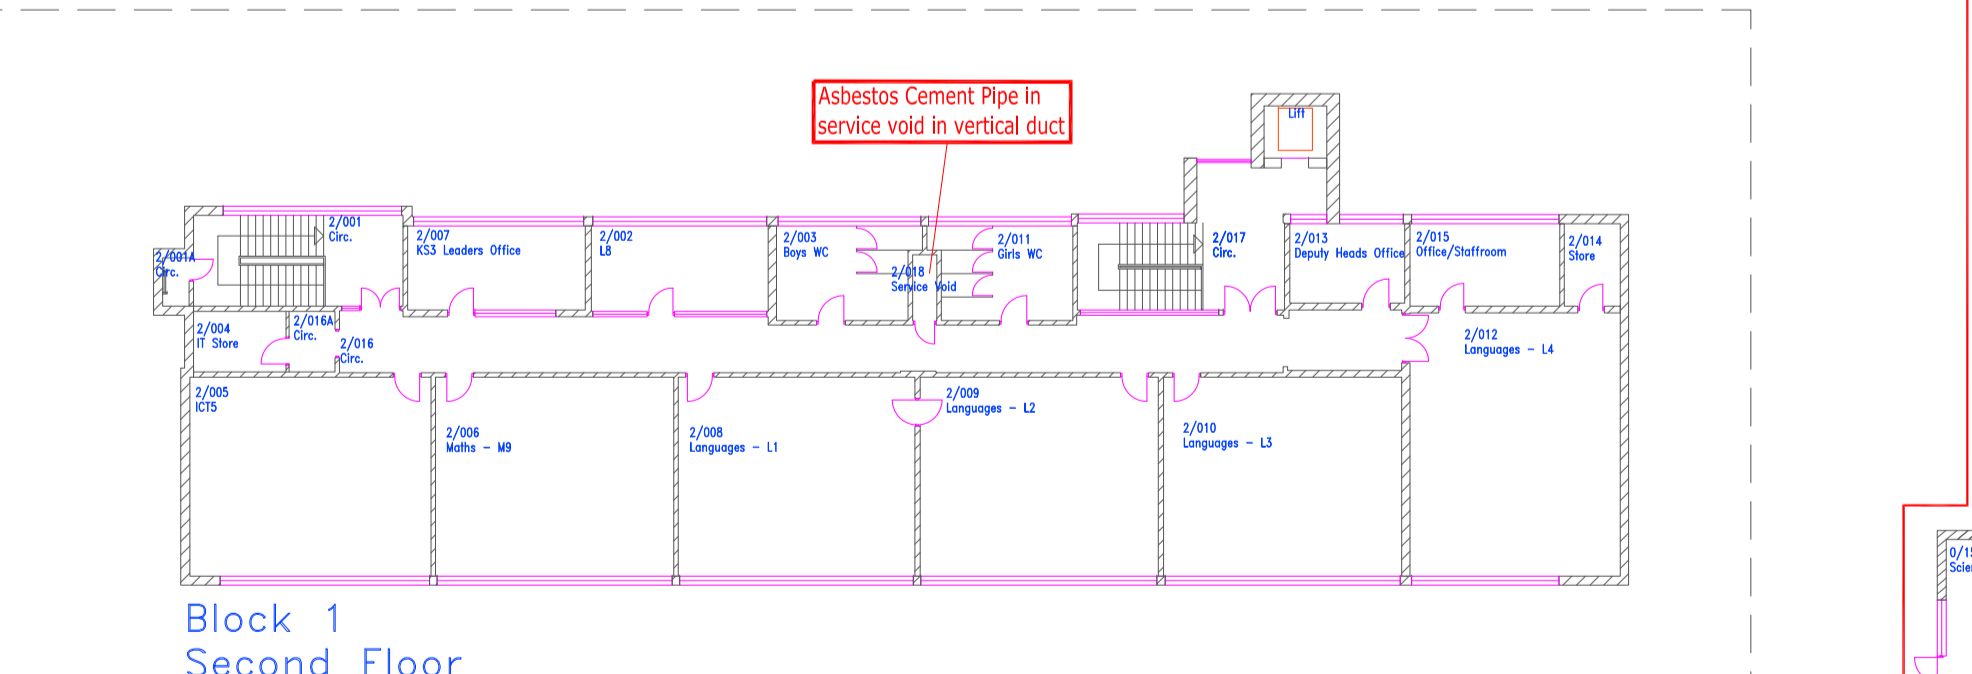 Asbestos Cement Pipe in
service void in vertical duct
Lift
2/001
Circ.
2/001A
Circ.
2/007
KS3 Leaders Office
2/002
L8
2/003
Boys WC
2/018
Service Void
2/011
Girls WC
2/017
Circ.
2/013
Deputy Heads Office
2/015
Office/Staffroom
2/014
Store
2/004
IT Store
2/016A
Circ.
2/016
Circ.
2/012
Languages - L4
2/005
ICT5
2/006
Maths - M9
2/008
Languages - L1
2/009
Languages - L2
2/010
Languages - L3
Block 1
Second Floor